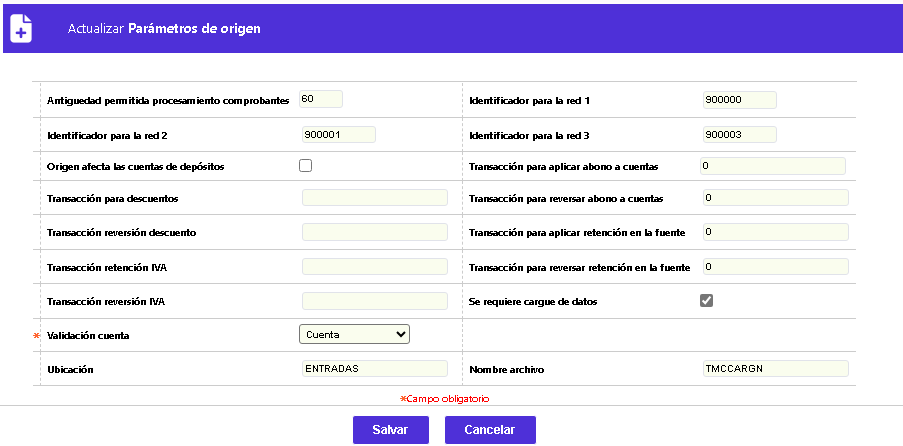 Actualizar Parámetros de origen
Antiguedad permitida procesamiento comprobantes 60 Identificador para la red 1 900000
Identificador para la red 2 900001 Identificador para la red 3 900003
Origen afecta las cuentas de depósitos Transacción para aplicar abono a cuentas 0
Transacción para descuentos Transacción para reversar abono a cuentas 0
Transacción reversión descuento Transacción para aplicar retención en la fuente 0
Transacción retención IVA Transacción para reversar retención en la fuente 0
Transacción reversión IVA Se requiere cargue de datos
* Validación cuenta Cuenta
Ubicación ENTRADAS Nombre archivo TMCCARGN
*Campo obligatorio
Salvar Cancelar